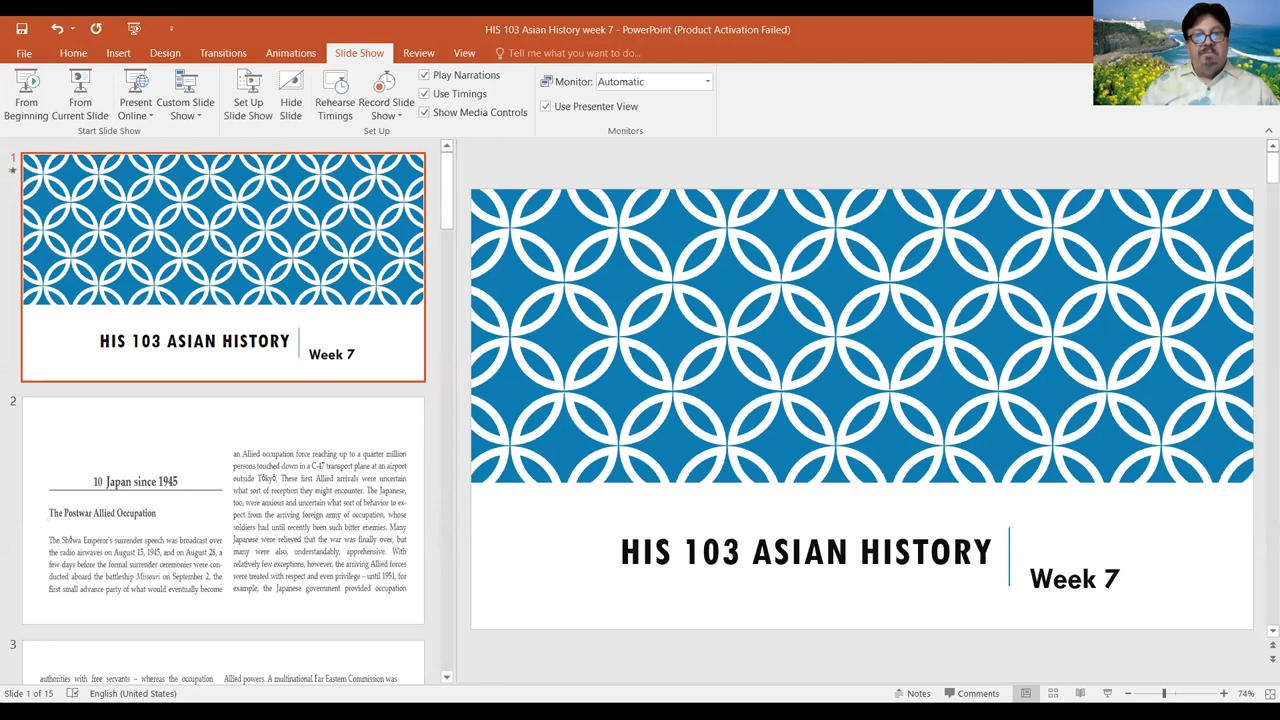 HIS 103 Asian History week 7 - PowerPoint (Product Activation Failed)
File Home Insert Design Transitions Animations Slide Show Review View Tell me what you want to do...
From Beginning
From Current Slide
Present Online
Custom Slide Show
Start Slide Show
Set Up Slide Show
Hide Slide
Rehearse Timings
Record Slide Show
Play Narrations
Use Timings
Show Media Controls
Set Up
Monitor: Automatic
Use Presenter View
Monitors
1
HIS 103 ASIAN HISTORY
Week 7
2
10 Japan since 1945
The Postwar Allied Occupation
The Shōwa Emperor's surrender speech was broadcast over
the radio airwaves on August 15, 1945, and on August 28, a
few days before the formal surrender ceremonies were con-
ducted aboard the battleship Missouri on September 2, the
first small advance party of what would eventually become
an Allied occupation force reaching up to a quarter million
persons touched down in a C-47 transport plane at an airport
outside Tōkyō. These first Allied arrivals were uncertain
what sort of reception they might encounter. The Japanese,
too, were anxious and uncertain what sort of behavior to ex-
pect from the arriving foreign army of occupation, whose
soldiers had until recently been such bitter enemies. Many
Japanese were relieved that the war was finally over, but
many were also, understandably, apprehensive. With
relatively few exceptions, however, the arriving Allied forces
were treated with respect and even privilege – until 1951, for
example, the Japanese government provided occupation
3
authorities with free servants – whereas the occupation
Allied powers. A multinational Far Eastern Commission was
HIS 103 ASIAN HISTORY
Week 7
Slide 1 of 15 English (United States) Notes Comments 74%